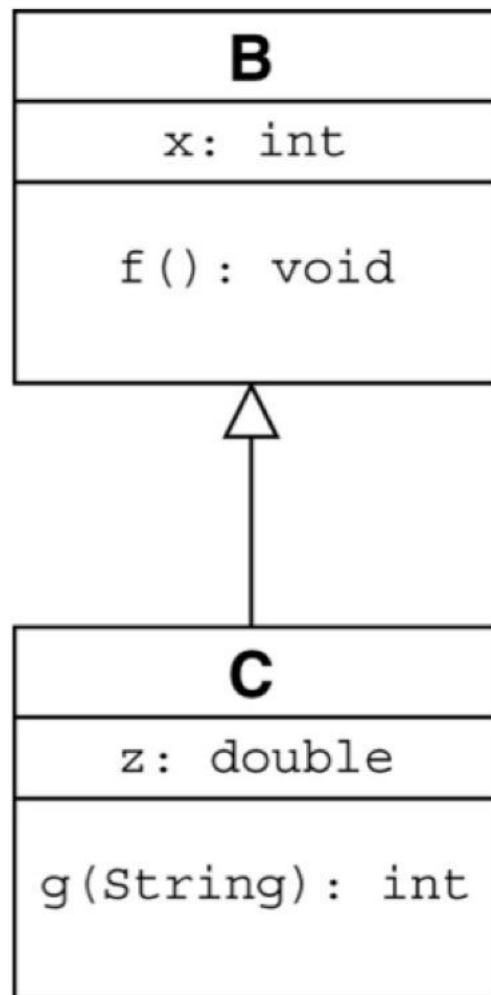 B
x: int
f(): void
C
z: double
g(String): int